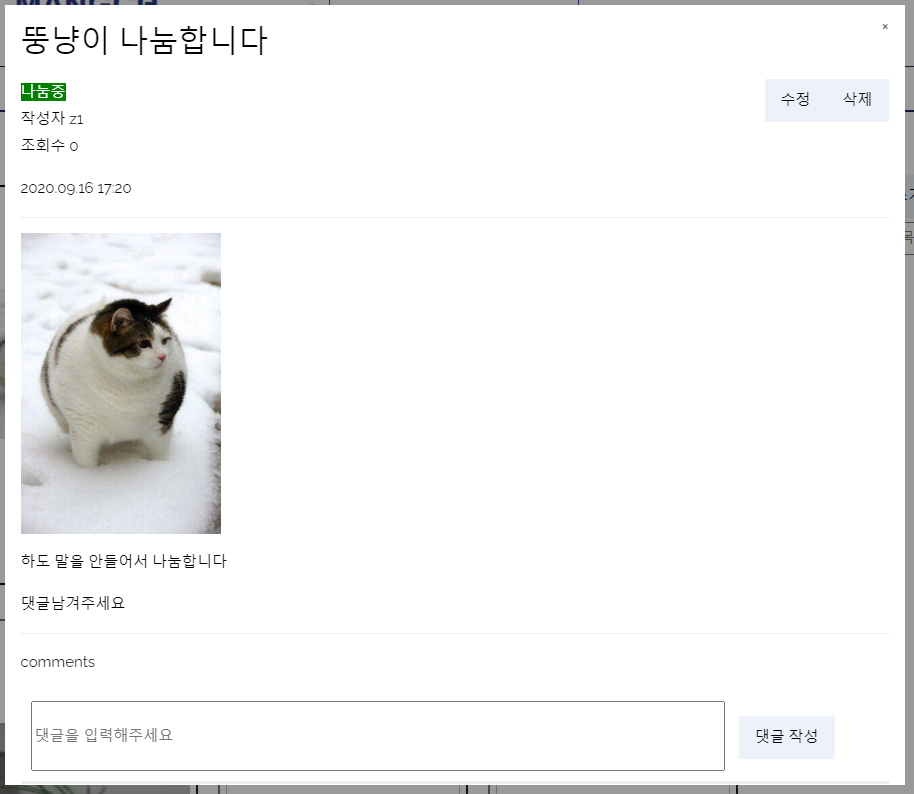 뚱냥이 나눔합니다
×
나눔중
수정 삭제
작성자 z1
조회수 0
2020.09.16 17:20
하도 말을 안들어서 나눔합니다
댓글남겨주세요
comments
댓글을 입력해주세요
댓글 작성